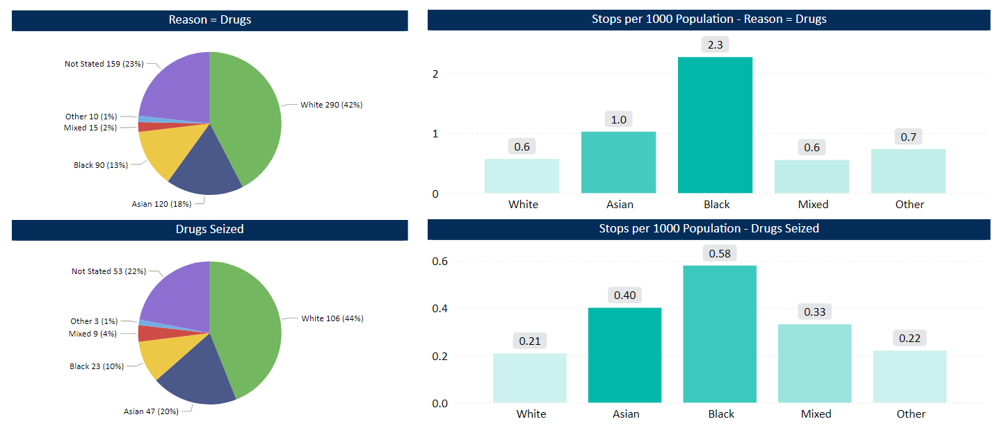 Reason = Drugs
Not Stated 159 (23%)
White 290 (42%)
Other 10 (1%)
Mixed 15 (2%)
Black 90 (13%)
Asian 120 (18%)
Stops per 1000 Population - Reason = Drugs
2.3
2
1.0
1
0.6
0.6
0.7
0
White Asian Black Mixed Other
Drugs Seized
Not Stated 53 (22%)
White 106 (44%)
Other 3 (1%)
Mixed 9 (4%)
Black 23 (10%)
Asian 47 (20%)
Stops per 1000 Population - Drugs Seized
0.58
0.6
0.40
0.4
0.33
0.21
0.22
0.2
0.0
White Asian Black Mixed Other